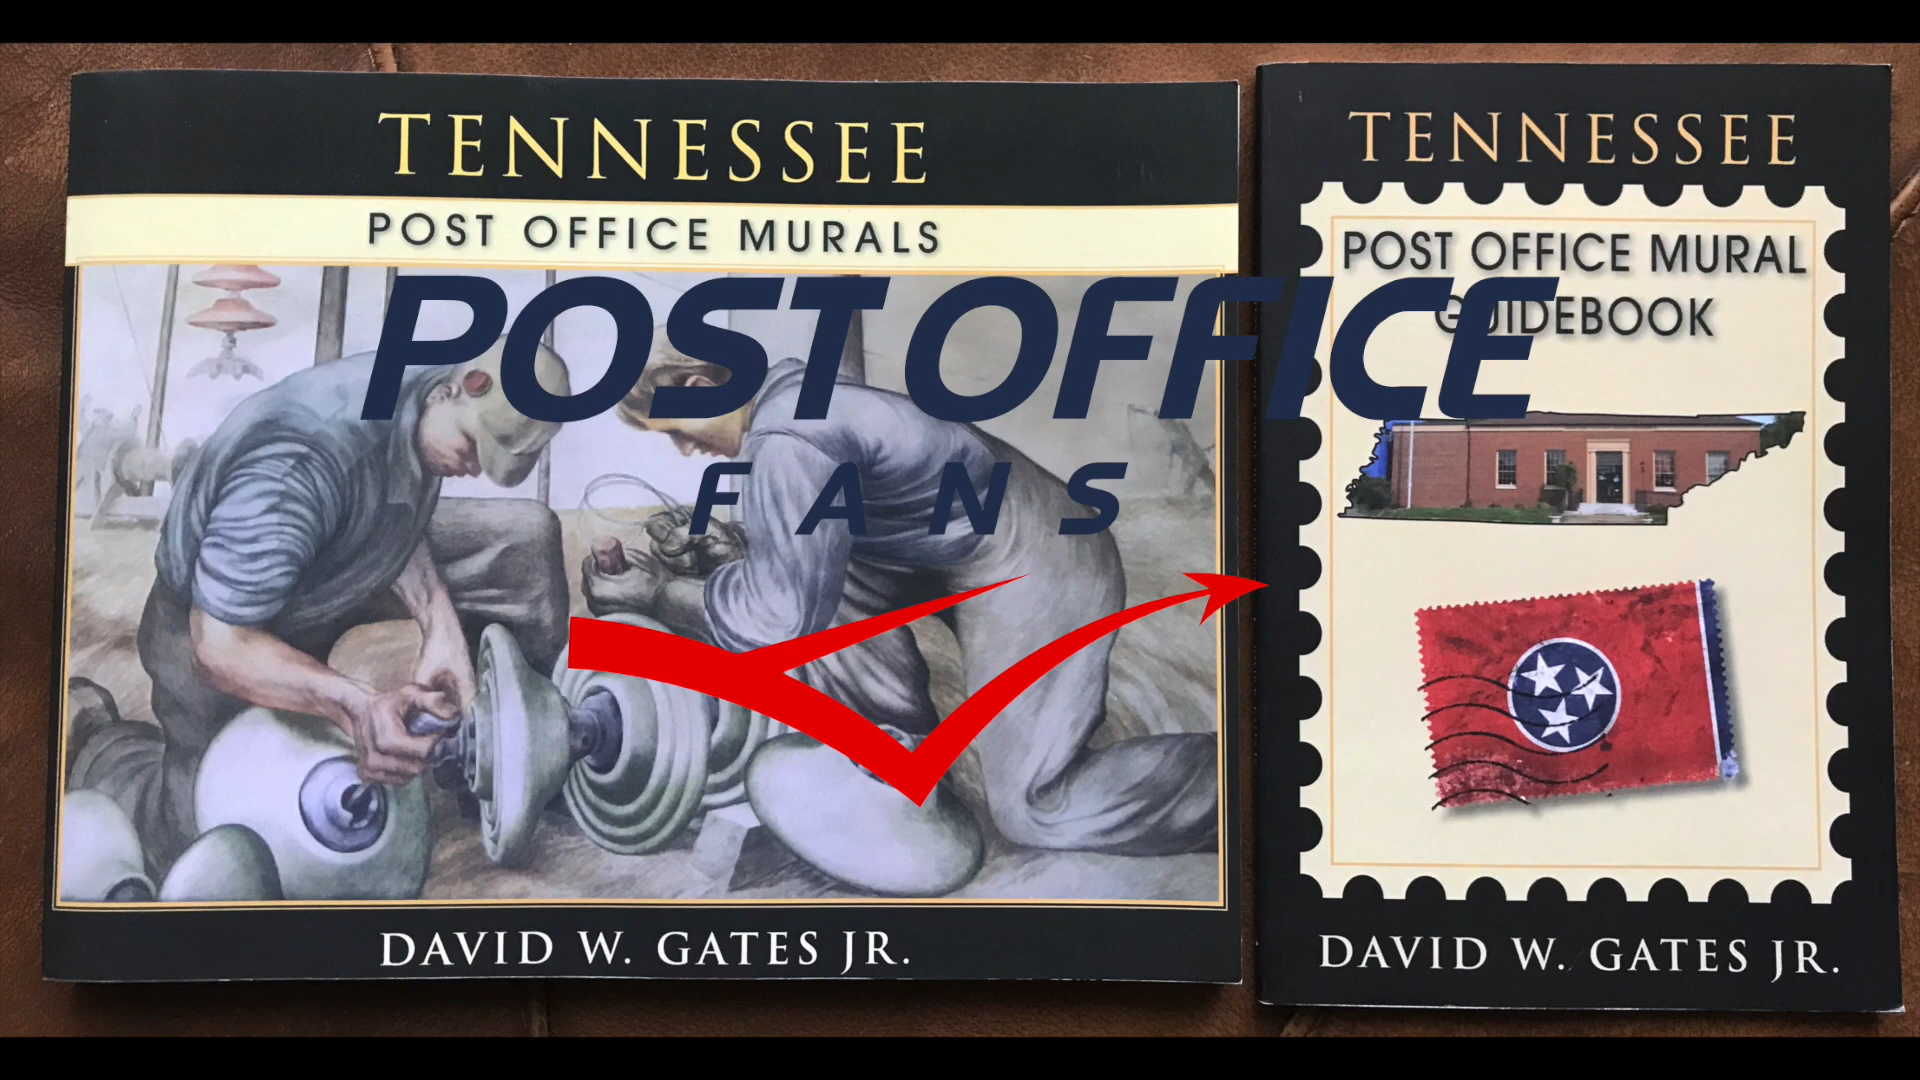 TENNESSEE
POST OFFICE MURALS
DAVID W. GATES JR.
TENNESSEE
POST OFFICE MURAL
GUIDEBOOK
DAVID W. GATES JR.
POST OFFICE
FANS